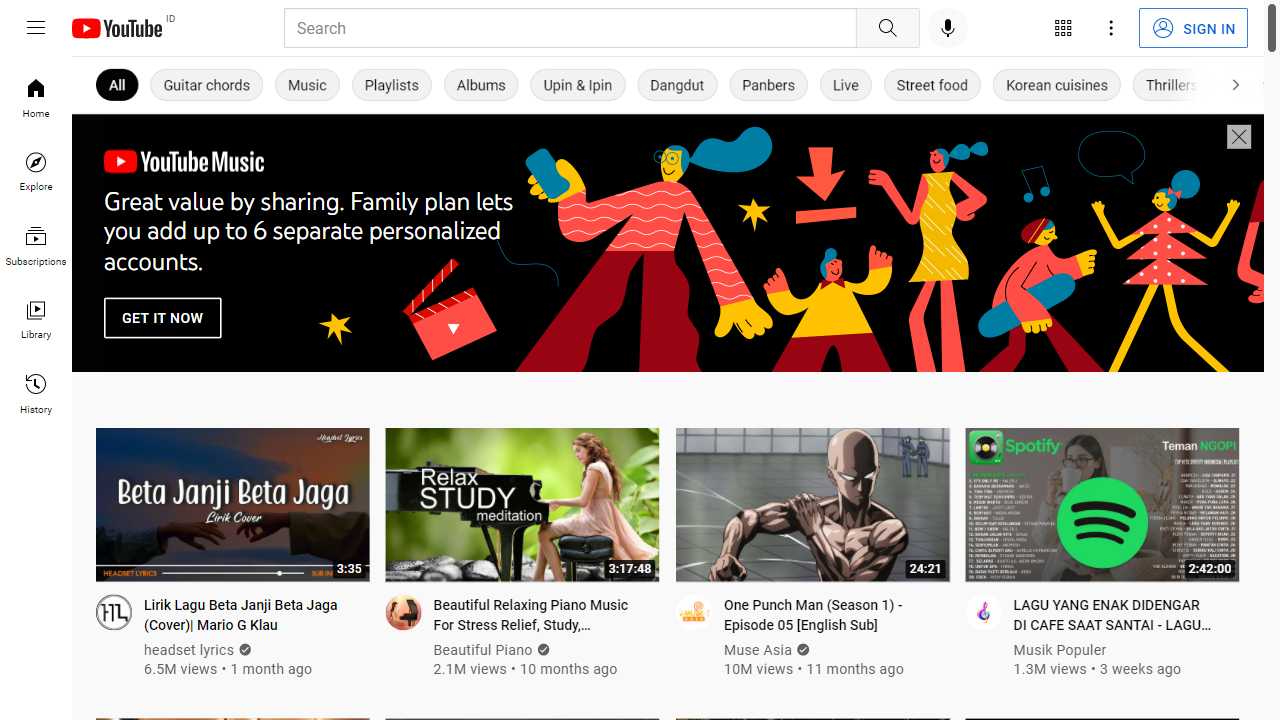 YouTube ID
Search
SIGN IN
All
Guitar chords
Music
Playlists
Albums
Upin & Ipin
Dangdut
Panbers
Live
Street food
Korean cuisines
Thrillers
Home
Explore
Subscriptions
Library
History
YouTube Music
Great value by sharing. Family plan lets
you add up to 6 separate personalized
accounts.
GET IT NOW
Headset Lyrics
Beta Janji Beta Jaga
Lirik Cover
HEADSET LYRICS
3:35
Lirik Lagu Beta Janji Beta Jaga
(Cover)| Mario G Klau
headset lyrics
6.5M views • 1 month ago
Relax
STUDY
meditation
3:17:48
Beautiful Relaxing Piano Music
For Stress Relief, Study,...
Beautiful Piano
2.1M views • 10 months ago
24:21
One Punch Man (Season 1) -
Episode 05 [English Sub]
Muse Asia
10M views • 11 months ago
Spotify
Teman NGOPI
2:42:00
LAGU YANG ENAK DIDENGAR
DI CAFE SAAT SANTAI - LAGU...
Musik Populer
1.3M views • 3 weeks ago